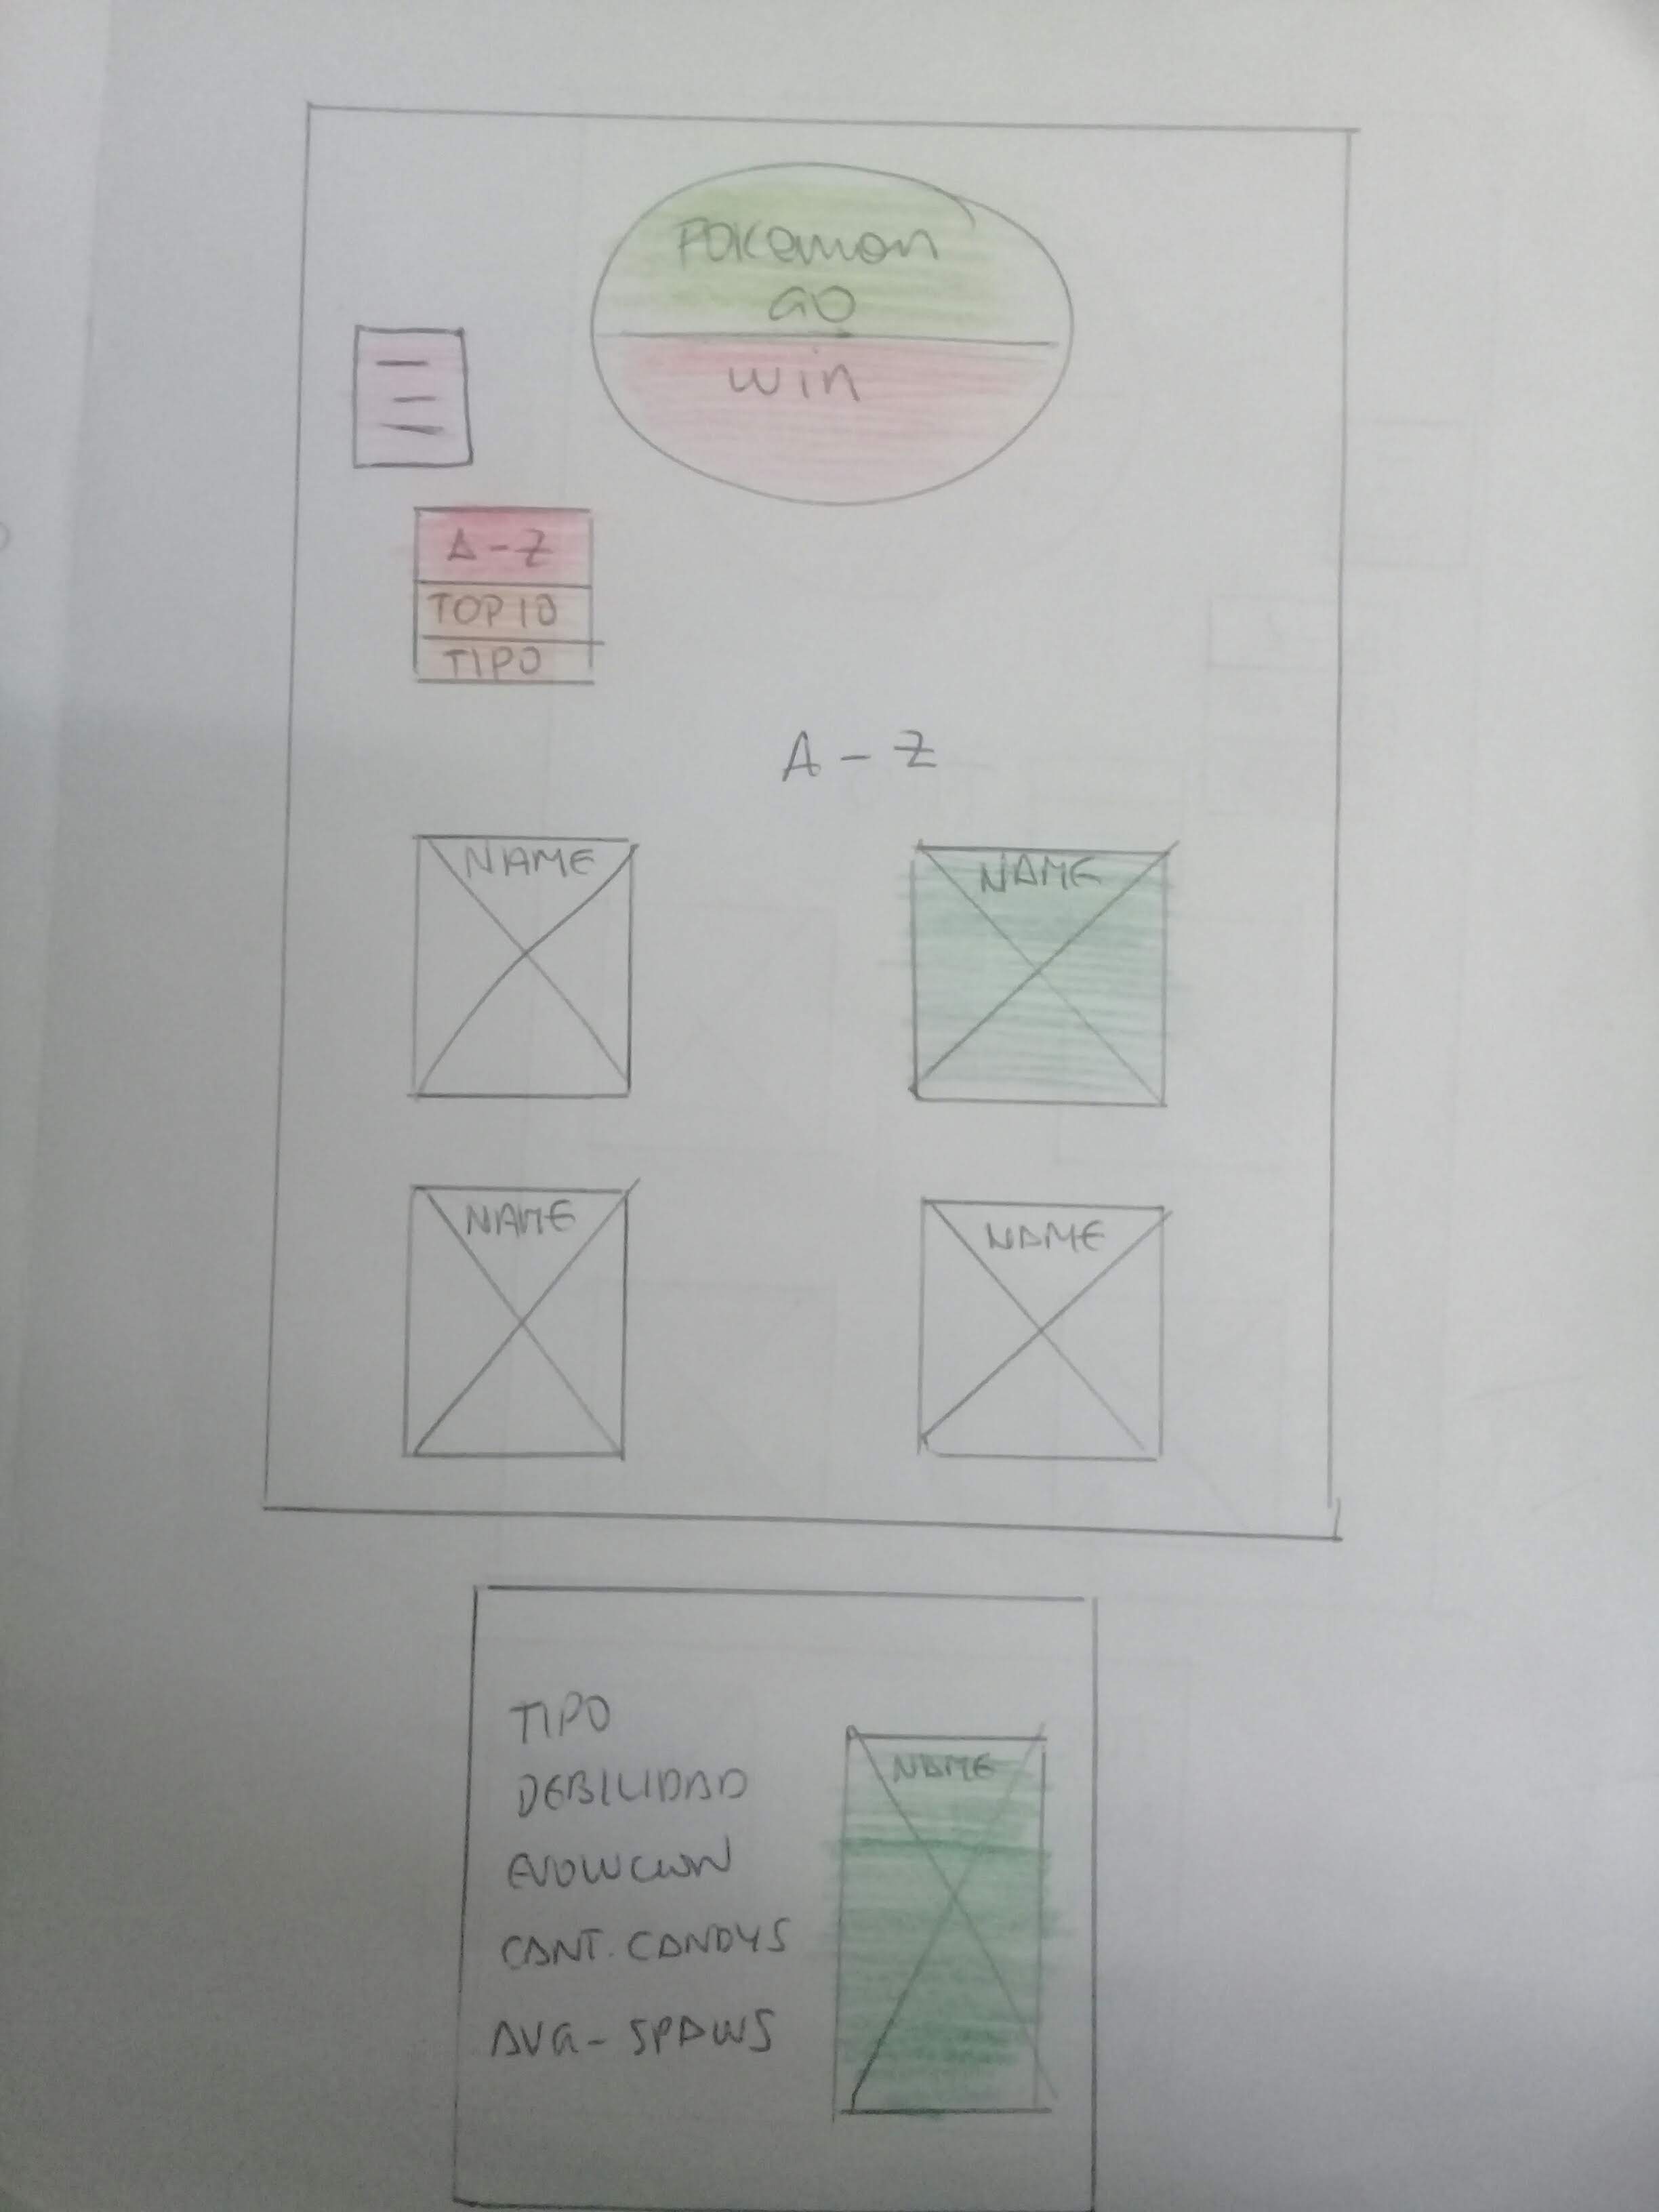 POKemon
GO
win
A-Z
TOP 10
TIPO
A-Z
NAME
NAME
NAME
NAME
TIPO
DEBILIDAD
EVOLUCION
CANT. CANDYS
AVG-SPAWS
NAME